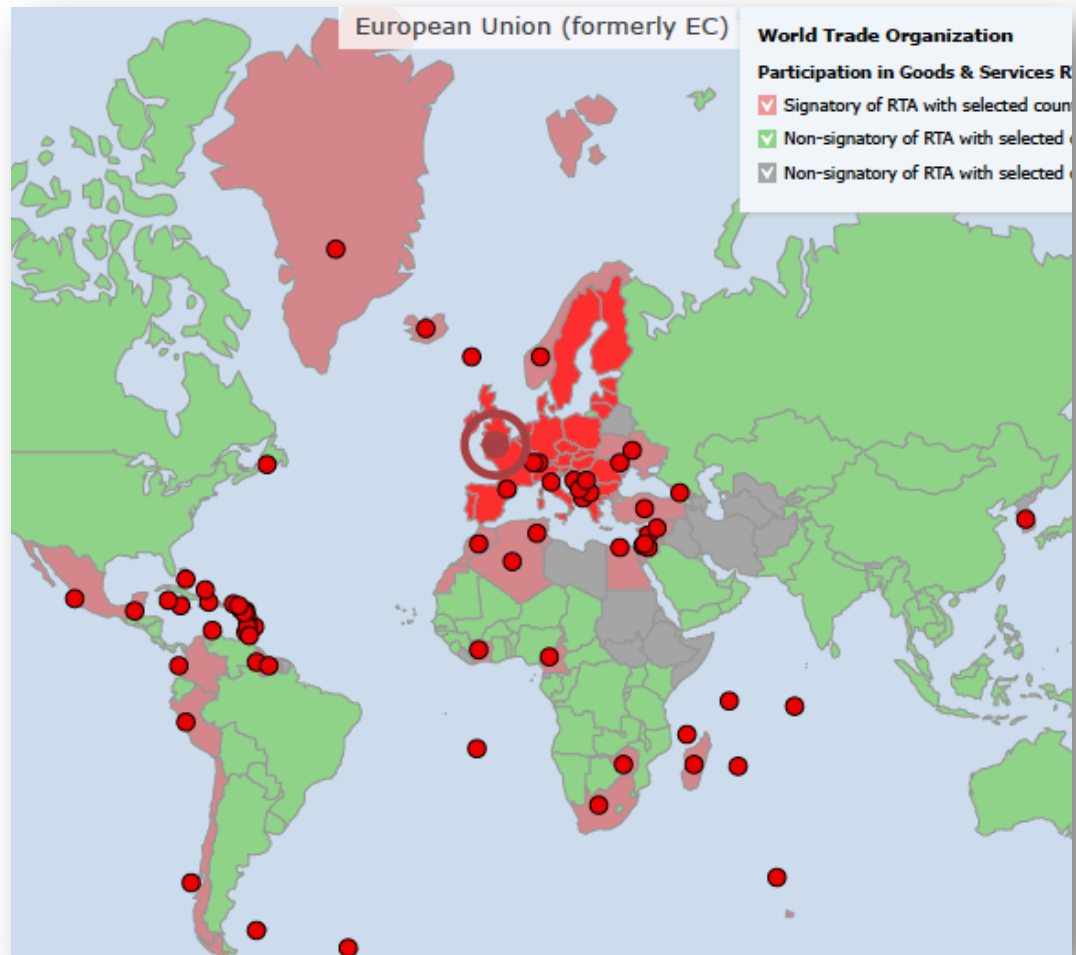 European Union (formerly EC)
World Trade Organization
Participation in Goods & Services R
Signatory of RTA with selected coun
Non-signatory of RTA with selected
Non-signatory of RTA with selected